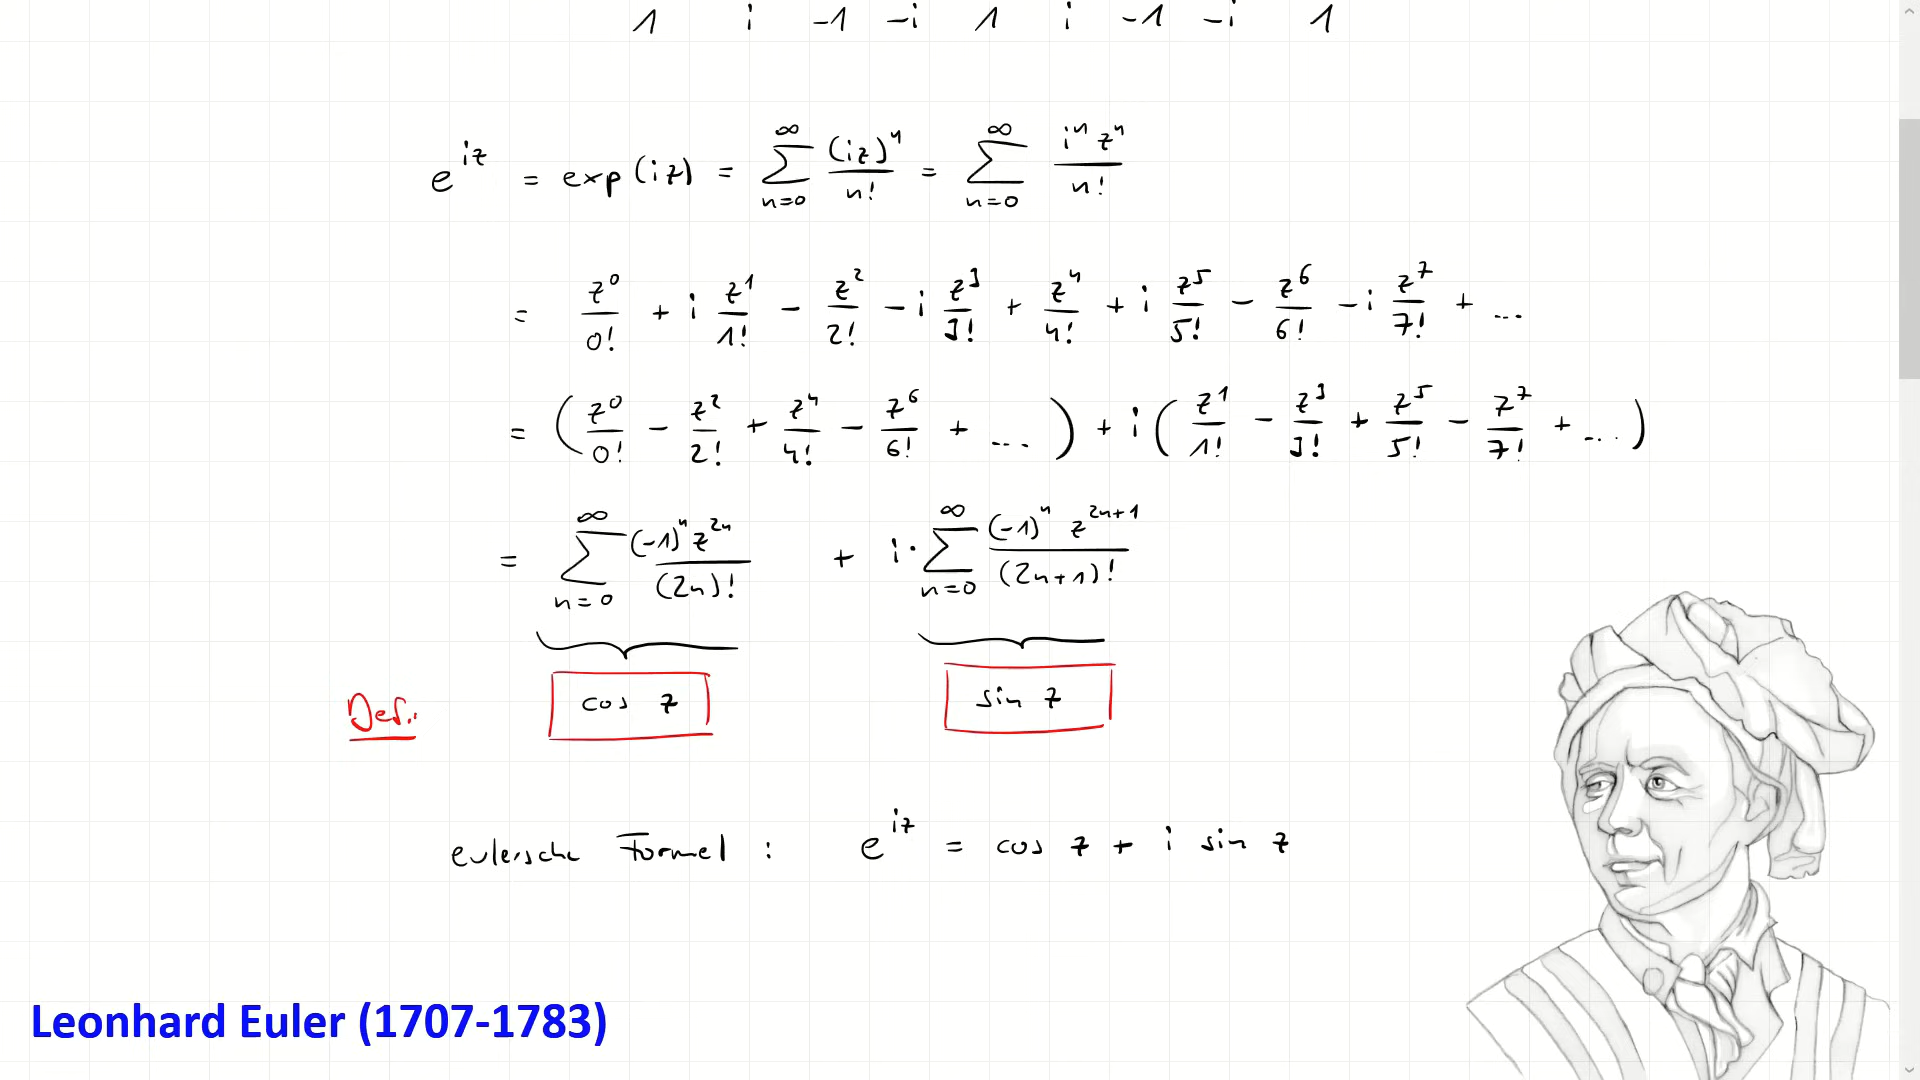 1 i -1 -i 1 i -1 -i 1
e^{iz} = exp(iz) = ∑_{n=0}^{∞} (iz)^n/n! = ∑_{n=0}^{∞} i^n z^n/n!
= z^0/0! + i z^1/1! - z^2/2! - i z^3/3! + z^4/4! + i z^5/5! - z^6/6! - i z^7/7! + ...
= (z^0/0! - z^2/2! + z^4/4! - z^6/6! + ...) + i (z^1/1! - z^3/3! + z^5/5! - z^7/7! + ...)
= ∑_{n=0}^{∞} (-1)^n z^{2n}/(2n)! + i · ∑_{n=0}^{∞} (-1)^n z^{2n+1}/(2n+1)!
Def.: cos z sin z
eulersche Formel : e^{iz} = cos z + i sin z
Leonhard Euler (1707-1783)